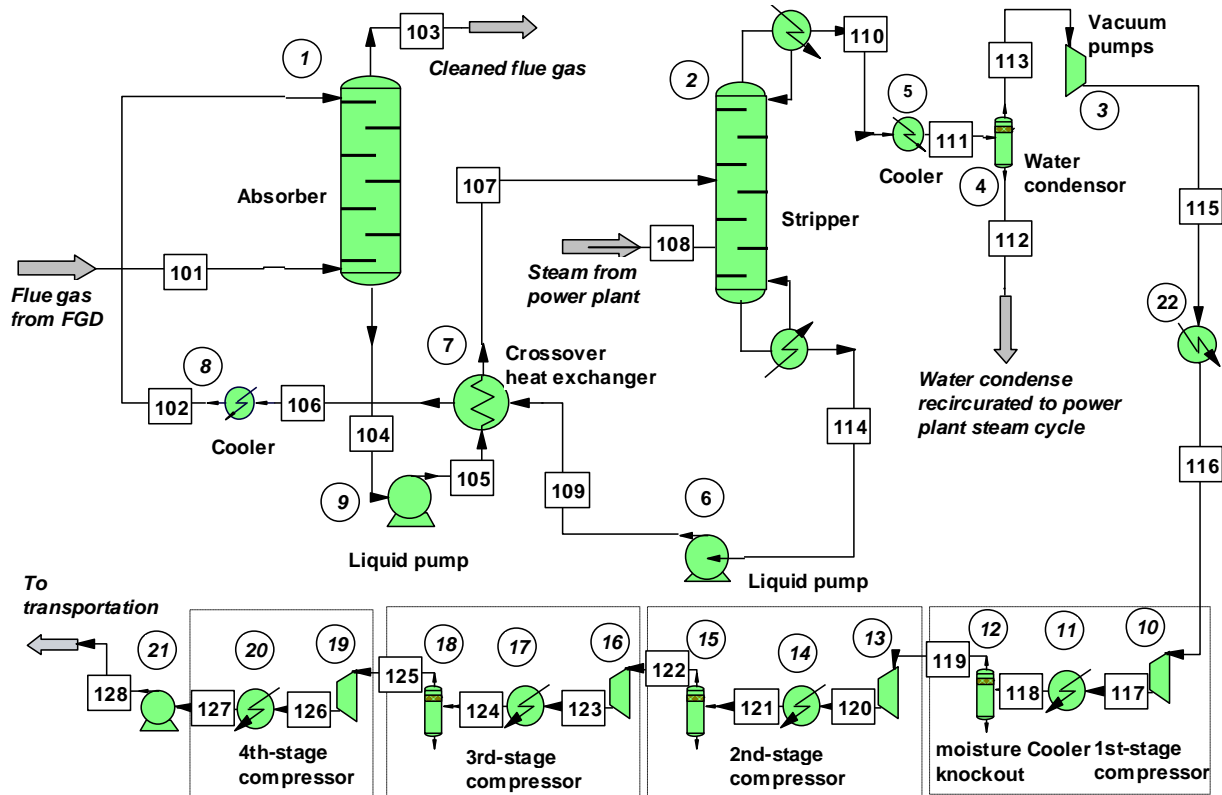 103
Cleaned flue gas
1
110
Vacuum
pumps
113
2
5
3
111
Cooler
Water
condensor
4
107
Absorber
Stripper
115
108
112
101
Steam from
power plant
Flue gas
from FGD
22
7
Crossover
heat exchanger
8
102
106
Water condense
recircurated to power
plant steam cycle
104
Cooler
114
116
105
9
109
6
Liquid pump
Liquid pump
To
transportation
21
20
19
18
17
16
15
14
13
12
11
10
125
122
119
128
127
126
124
123
121
120
118
117
4th-stage
compressor
3rd-stage
compressor
2nd-stage
compressor
moisture Cooler 1st-stage
knockout compressor